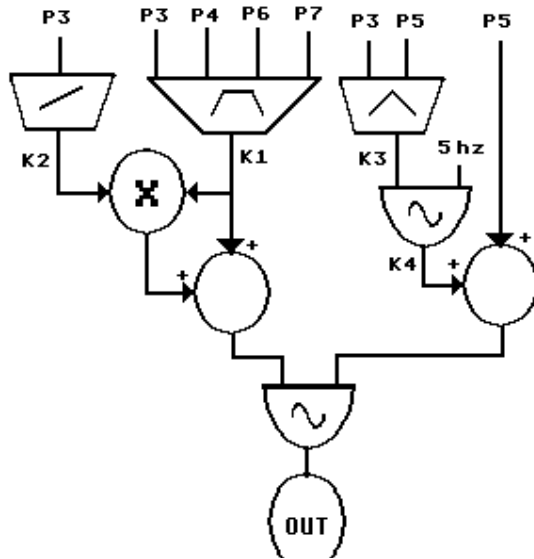 P3 P3 P4 P6 P7 P3 P5 P5
K2 K1 K3 5 hz
X
+ K4 +
+
OUT